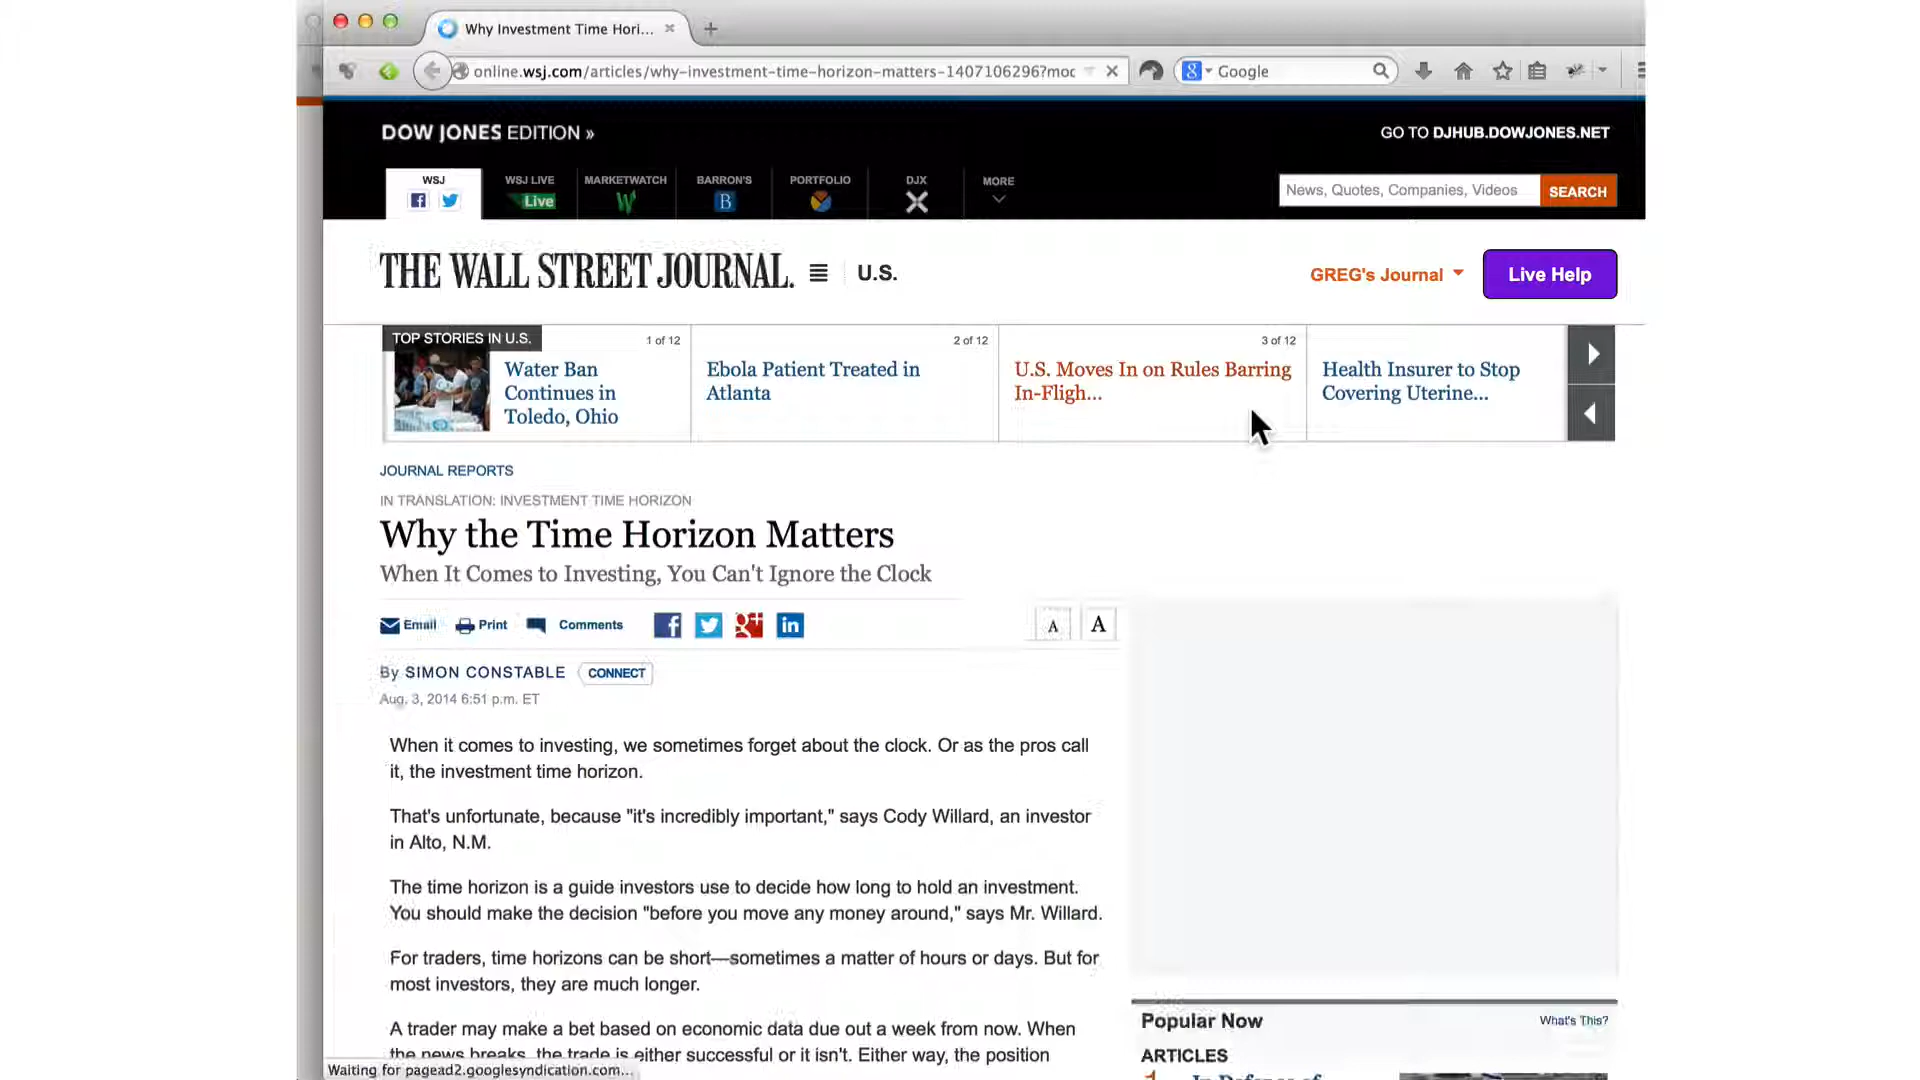 Why Investment Time Hori...
online.wsj.com/articles/why-investment-time-horizon-matters-1407106296?moc
Google
DOW JONES EDITION »
GO TO DJHUB.DOWJONES.NET
WSJ
WSJ LIVE
MARKETWATCH
BARRON'S
PORTFOLIO
DJX
MORE
Live
W
B
News, Quotes, Companies, Videos
SEARCH
THE WALL STREET JOURNAL.
U.S.
GREG's Journal
Live Help
TOP STORIES IN U.S.
1 of 12
Water Ban
Continues in
Toledo, Ohio
2 of 12
Ebola Patient Treated in
Atlanta
3 of 12
U.S. Moves In on Rules Barring
In-Fligh...
Health Insurer to Stop
Covering Uterine...
JOURNAL REPORTS
IN TRANSLATION: INVESTMENT TIME HORIZON
Why the Time Horizon Matters
When It Comes to Investing, You Can't Ignore the Clock
Email
Print
Comments
A
A
By SIMON CONSTABLE
CONNECT
Aug. 3, 2014 6:51 p.m. ET
When it comes to investing, we sometimes forget about the clock. Or as the pros call
it, the investment time horizon.
That's unfortunate, because "it's incredibly important," says Cody Willard, an investor
in Alto, N.M.
The time horizon is a guide investors use to decide how long to hold an investment.
You should make the decision "before you move any money around," says Mr. Willard.
For traders, time horizons can be short—sometimes a matter of hours or days. But for
most investors, they are much longer.
A trader may make a bet based on economic data due out a week from now. When
the news breaks, the trade is either successful or it isn't. Either way, the position
Waiting for pagead2.googlesyndication.com...
Popular Now
What's This?
ARTICLES
1
In Defense of